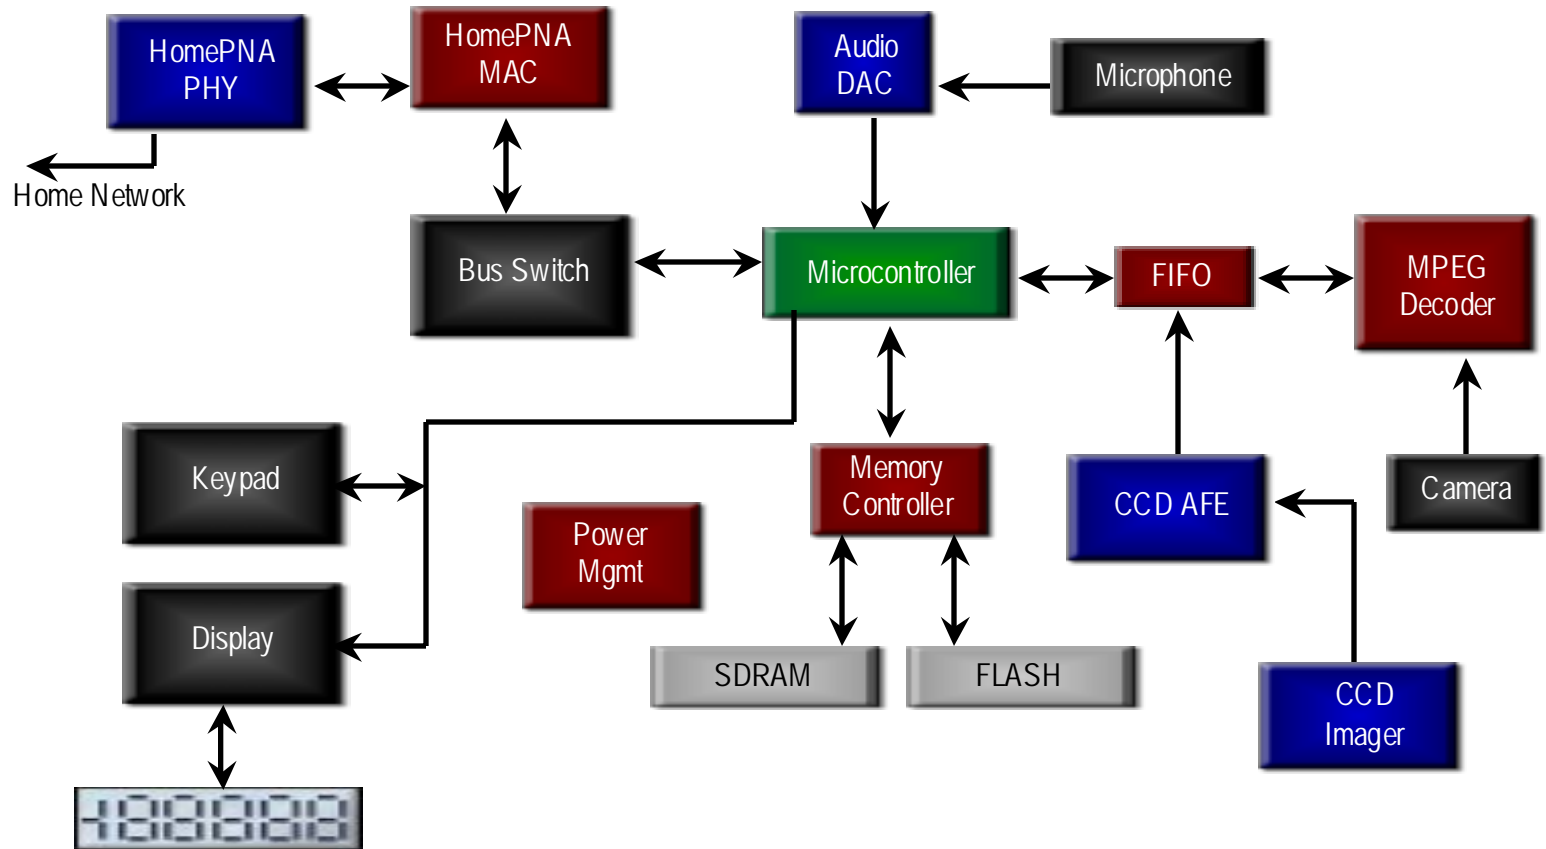 HomePNA
PHY
HomePNA
MAC
Audio
DAC
Microphone
Home Network
Bus Switch
Microcontroller
FIFO
MPEG
Decoder
Keypad
Memory
Controller
CCD AFE
Camera
Power
Mgmt
Display
SDRAM
FLASH
CCD
Imager